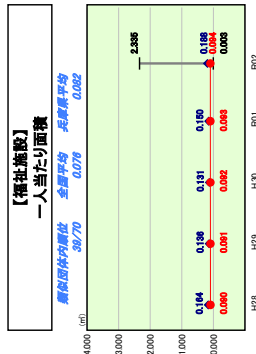 【福祉施設】
一人当たり面積
類似団体内順位
39/70
全国平均
0.076
兵庫県平均
0.082
(㎡)
4.000
3.000
2.000
1.000
0.000
0.164
0.136
0.131
0.150
2.335
0.188
0.094
0.003
0.090
0.091
0.092
0.093
H28
H29
H30
R01
R02